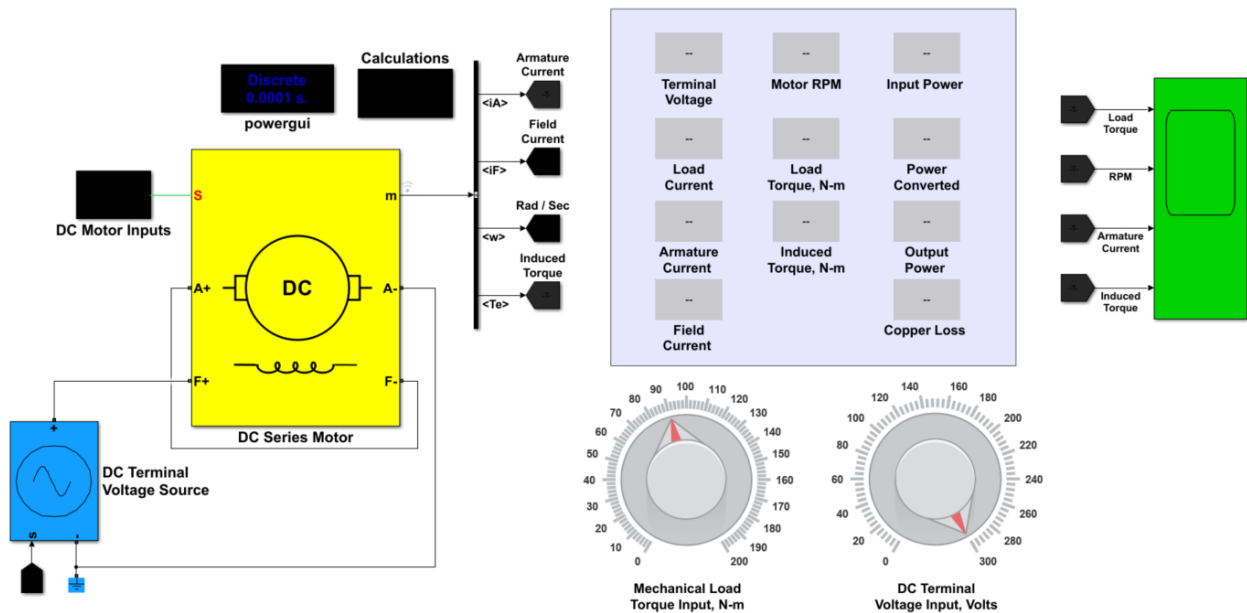 Discrete
0.0001 s.
powergui
Calculations
Armature
Current
<iA>
Field
Current
<iF>
Rad / Sec
<w>
Induced
Torque
<Te>
DC Motor Inputs
S
m
DC
A+
A-
F+
F-
DC Series Motor
+
DC Terminal
Voltage Source
s
-
--
Terminal
Voltage
--
Motor RPM
--
Input Power
--
Load
Current
--
Load
Torque, N-m
--
Power
Converted
--
Armature
Current
--
Induced
Torque, N-m
--
Output
Power
--
Field
Current
--
Copper Loss
Load
Torque
RPM
Armature
Current
Induced
Torque
0
10
20
30
40
50
60
70
80
90
100
110
120
130
140
150
160
170
180
190
200
Mechanical Load
Torque Input, N-m
0
20
40
60
80
100
120
140
160
180
200
220
240
260
280
300
DC Terminal
Voltage Input, Volts